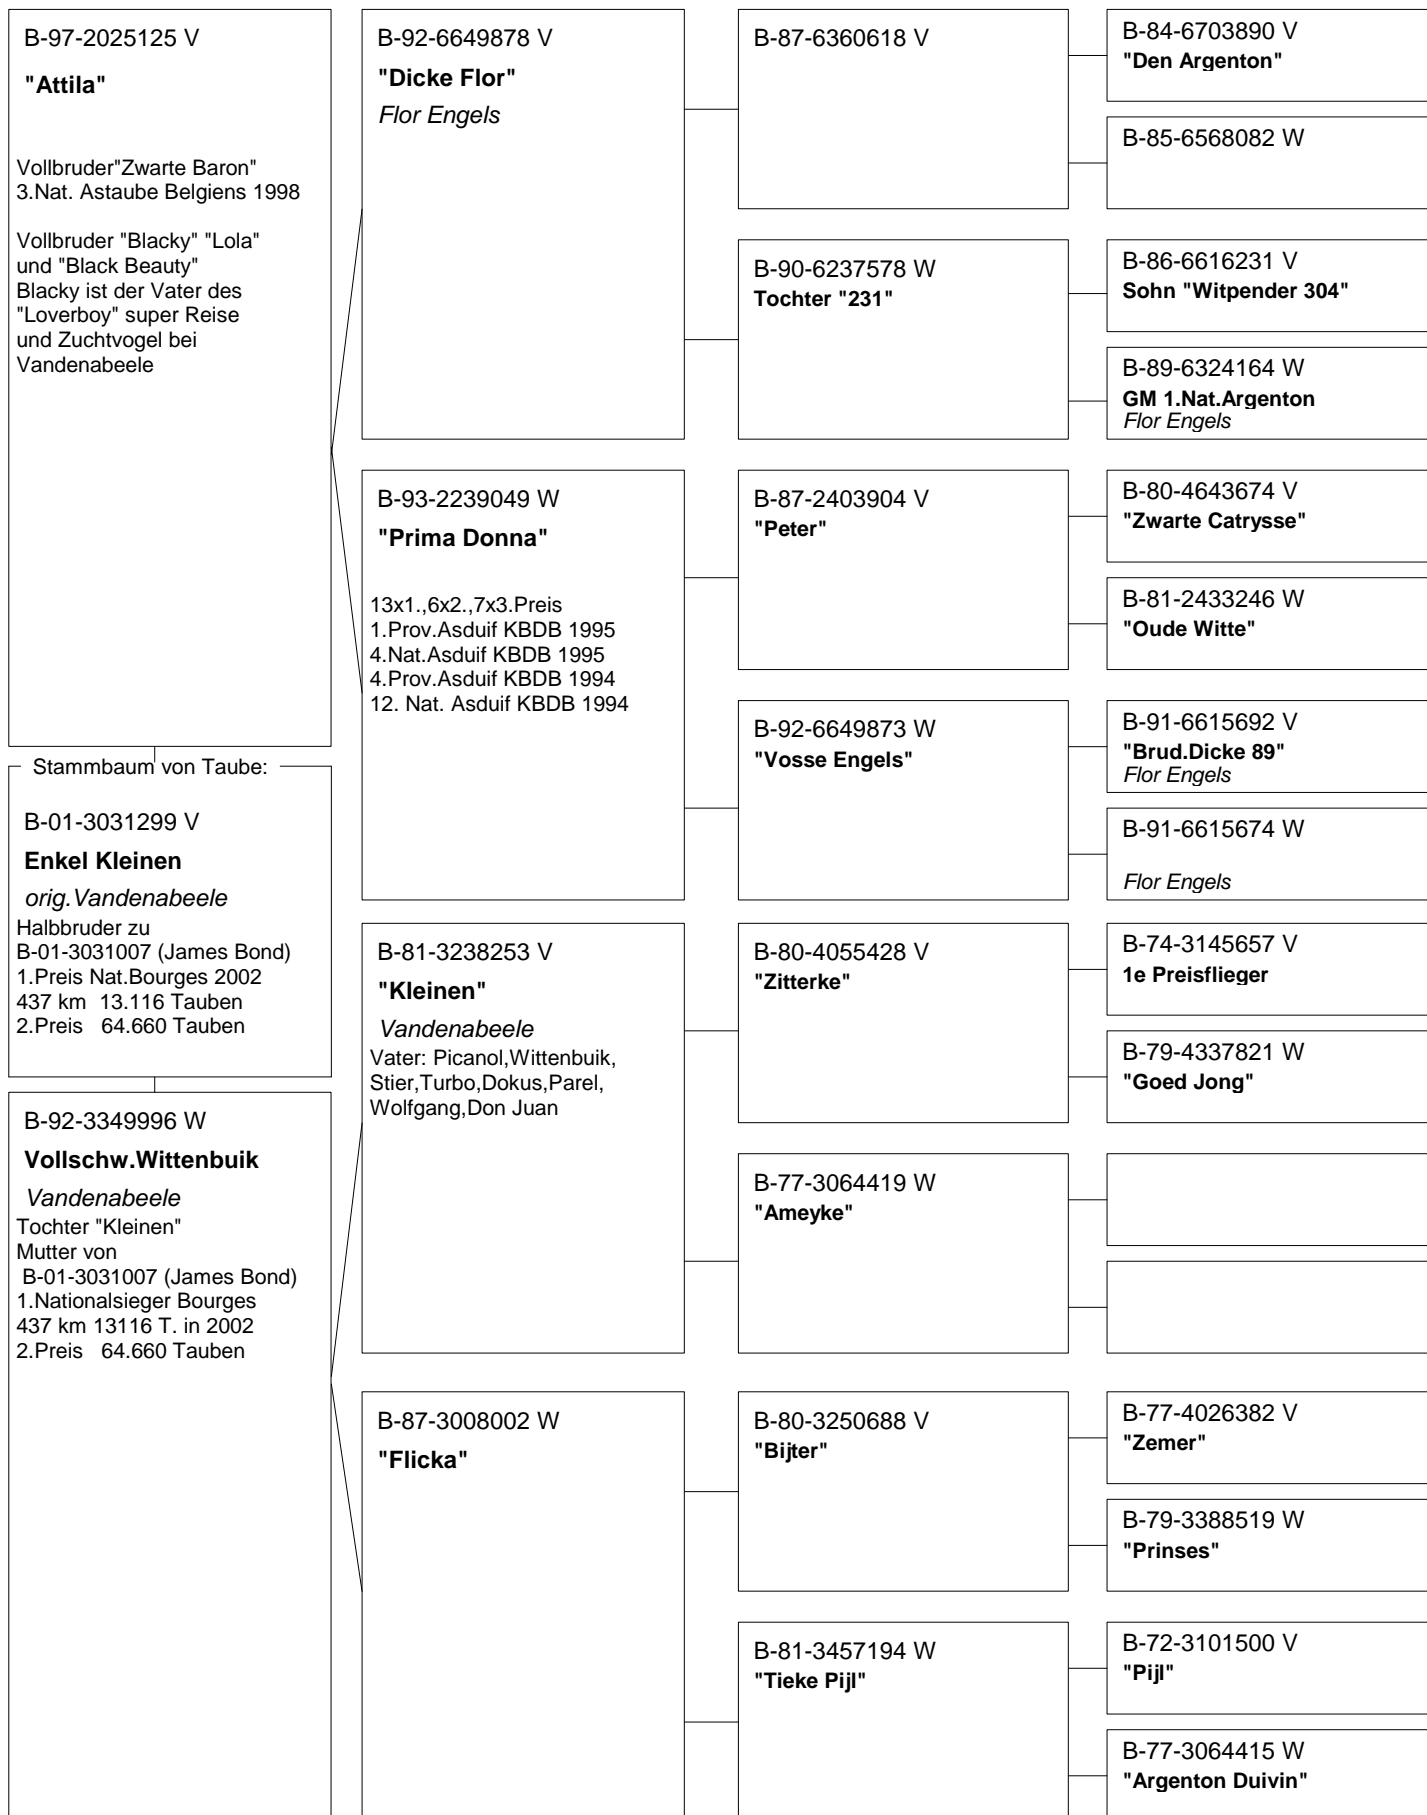 B-97-2025125 V
"Attila"
Vollbruder"Zwarte Baron"
3.Nat. Astaube Belgiens 1998
Vollbruder "Blacky" "Lola"
und "Black Beauty"
Blacky ist der Vater des
"Loverboy" super Reise
und Zuchtvogel bei
Vandenabeele
Stammbaum von Taube:
B-01-3031299 V
Enkel Kleinen
orig.Vandenabeele
Halbbruder zu
B-01-3031007 (James Bond)
1.Preis Nat.Bourges 2002
437 km 13.116 Tauben
2.Preis 64.660 Tauben
B-92-3349996 W
Vollschw.Wittenbuik
Vandenabeele
Tochter "Kleinen"
Mutter von
B-01-3031007 (James Bond)
1.Nationalsieger Bourges
437 km 13116 T. in 2002
2.Preis 64.660 Tauben
B-92-6649878 V
"Dicke Flor"
Flor Engels
B-93-2239049 W
"Prima Donna"
13x1.,6x2.,7x3.Preis
1.Prov.Asduif KBDB 1995
4.Nat.Asduif KBDB 1995
4.Prov.Asduif KBDB 1994
12. Nat. Asduif KBDB 1994
B-81-3238253 V
"Kleinen"
Vandenabeele
Vater: Picanol,Wittenbuik,
Stier,Turbo,Dokus,Parel,
Wolfgang,Don Juan
B-87-3008002 W
"Flicka"
B-87-6360618 V
B-90-6237578 W
Tochter "231"
B-87-2403904 V
"Peter"
B-92-6649873 W
"Vosse Engels"
B-80-4055428 V
"Zitterke"
B-77-3064419 W
"Ameyke"
B-80-3250688 V
"Bijter"
B-81-3457194 W
"Tieke Pijl"
B-84-6703890 V
"Den Argenton"
B-85-6568082 W
B-86-6616231 V
Sohn "Witpender 304"
B-89-6324164 W
GM 1.Nat.Argenton
Flor Engels
B-80-4643674 V
"Zwarte Catrysse"
B-81-2433246 W
"Oude Witte"
B-91-6615692 V
"Brud.Dicke 89"
Flor Engels
B-91-6615674 W
Flor Engels
B-74-3145657 V
1e Preisflieger
B-79-4337821 W
"Goed Jong"
B-77-4026382 V
"Zemer"
B-79-3388519 W
"Prinses"
B-72-3101500 V
"Pijl"
B-77-3064415 W
"Argenton Duivin"